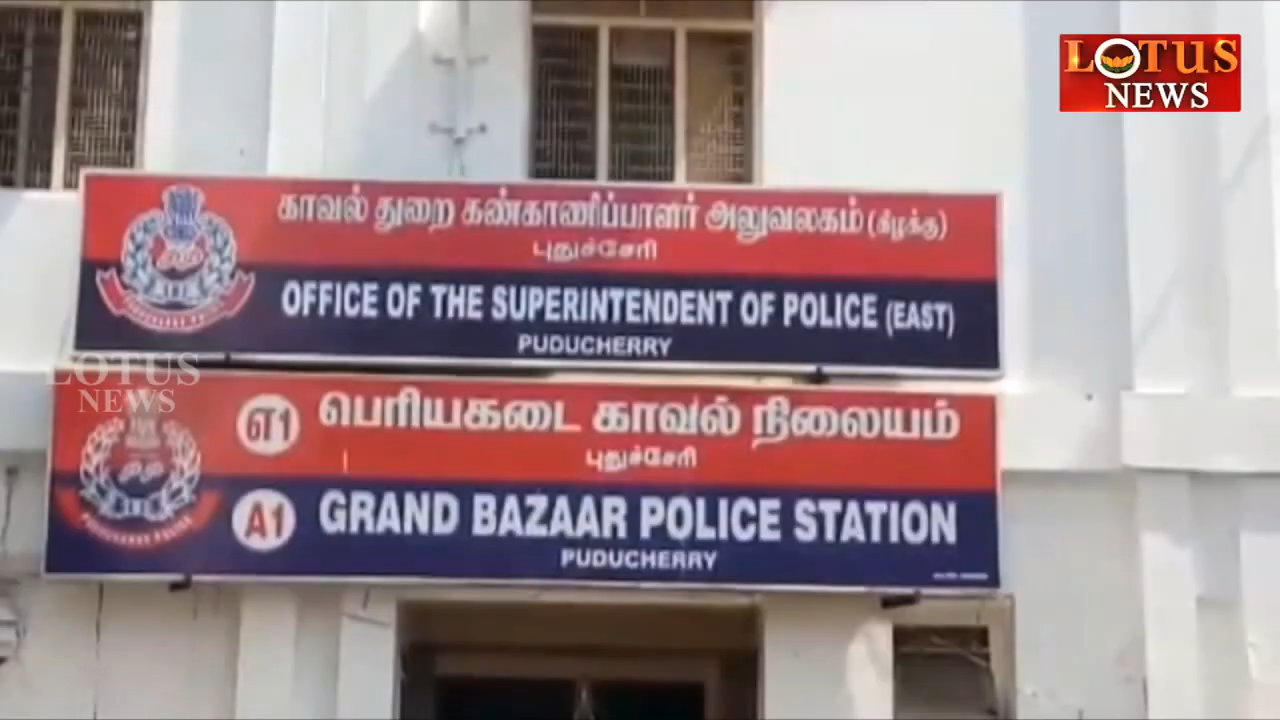 LOTUS
NEWS
காவல் துறை கண்காணிப்பாளர் அலுவலகம் (கிழக்கு)
புதுச்சேரி
OFFICE OF THE SUPERINTENDENT OF POLICE (EAST)
PUDUCHERRY
LOTUS
NEWS
எ1 பெரியகடை காவல் நிலையம்
புதுச்சேரி
A1 GRAND BAZAAR POLICE STATION
PUDUCHERRY